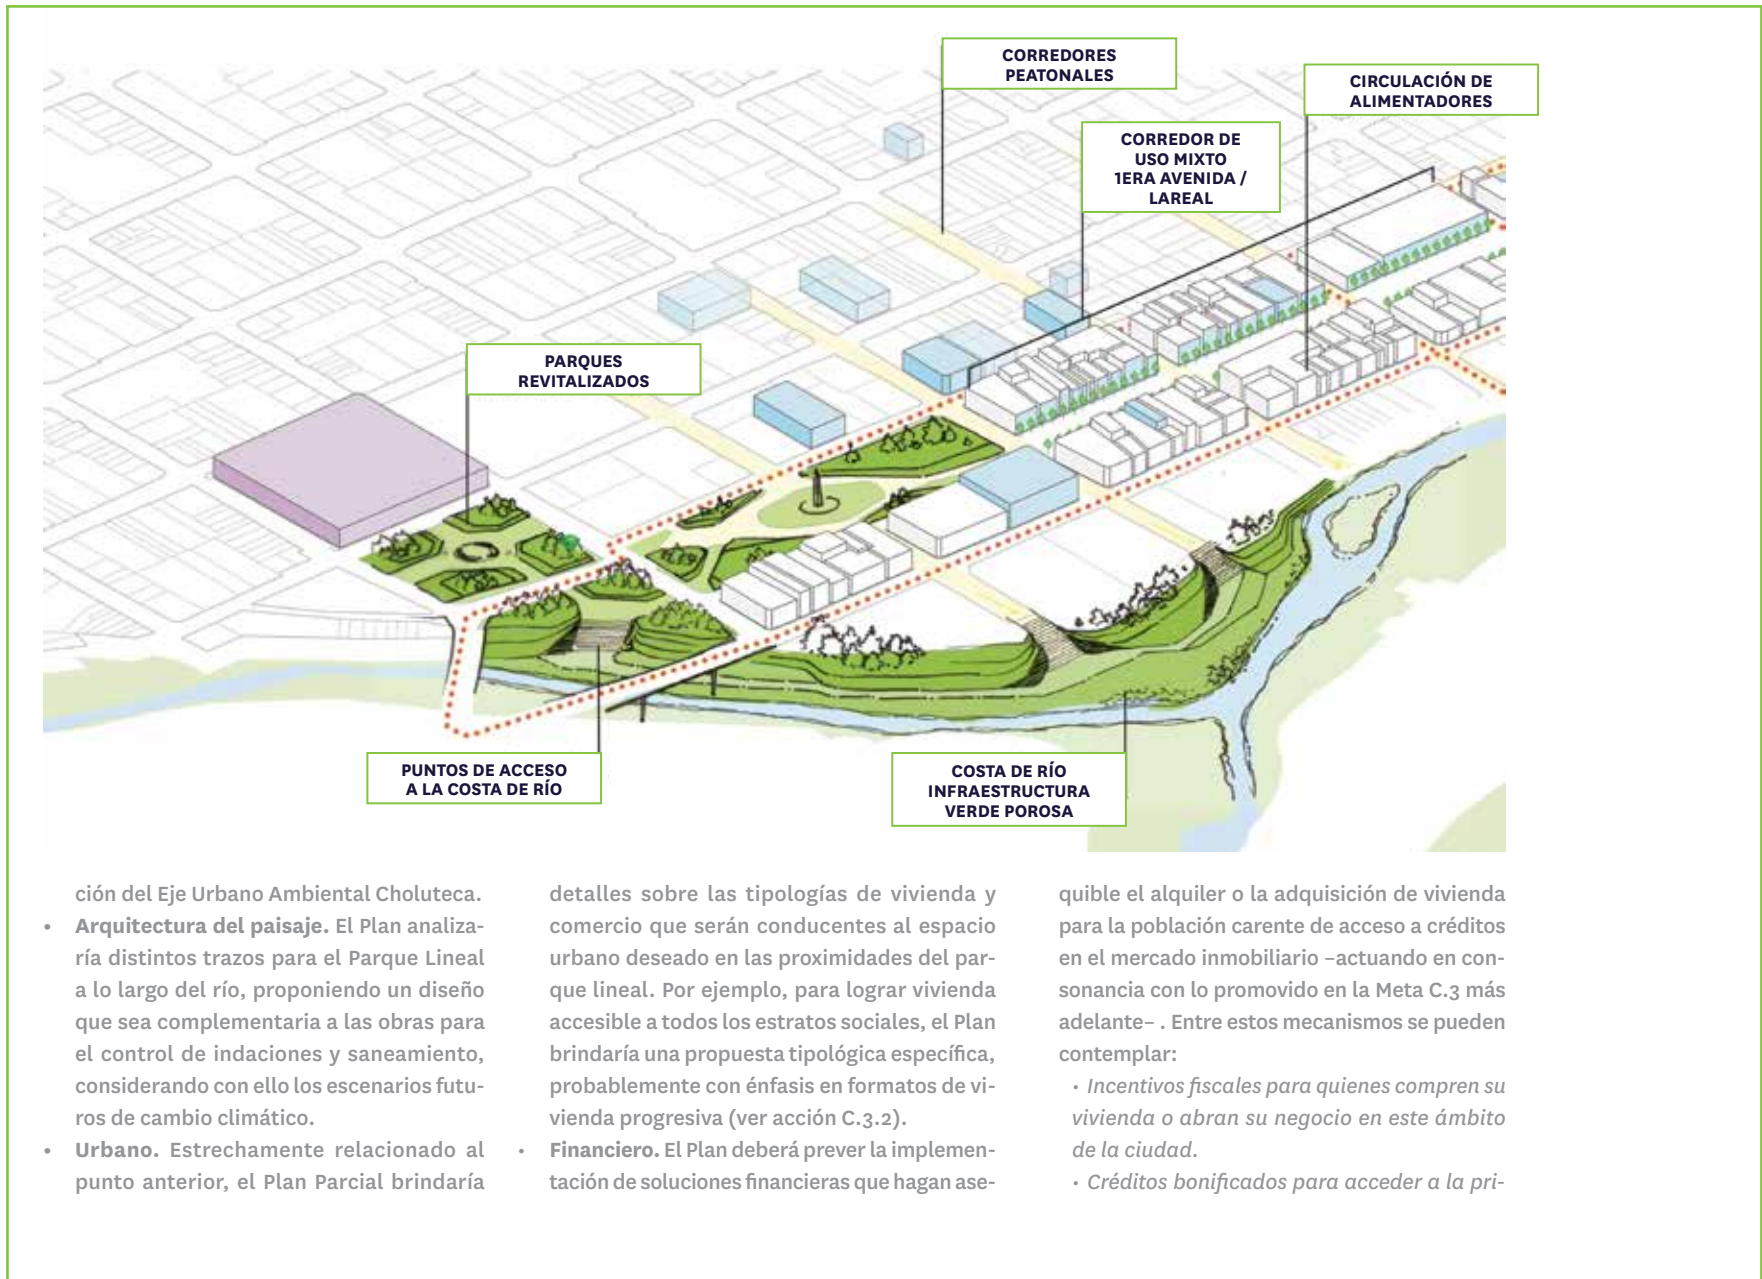 CORREDORES
PEATONALES
CIRCULACIÓN DE
ALIMENTADORES
CORREDOR DE
USO MIXTO
1ERA AVENIDA /
LAREAL
PARQUES
REVITALIZADOS
PUNTOS DE ACCESO
A LA COSTA DE RÍO
COSTA DE RÍO
INFRAESTRUCTURA
VERDE POROSA
ción del Eje Urbano Ambiental Choluteca.
• Arquitectura del paisaje. El Plan analiza-
ría distintos trazos para el Parque Lineal
a lo largo del río, proponiendo un diseño
que sea complementaria a las obras para
el control de indaciones y saneamiento,
considerando con ello los escenarios futu-
ros de cambio climático.
• Urbano. Estrechamente relacionado al
punto anterior, el Plan Parcial brindaría
detalles sobre las tipologías de vivienda y
comercio que serán conducentes al espacio
urbano deseado en las proximidades del par-
que lineal. Por ejemplo, para lograr vivienda
accesible a todos los estratos sociales, el Plan
brindaría una propuesta tipológica específica,
probablemente con énfasis en formatos de vi-
vienda progresiva (ver acción C.3.2).
• Financiero. El Plan deberá prever la implemen-
tación de soluciones financieras que hagan ase-
quible el alquiler o la adquisición de vivienda
para la población carente de acceso a créditos
en el mercado inmobiliario –actuando en con-
sonancia con lo promovido en la Meta C.3 más
adelante– . Entre estos mecanismos se pueden
contemplar:
• Incentivos fiscales para quienes compren su
vivienda o abran su negocio en este ámbito
de la ciudad.
• Créditos bonificados para acceder a la pri-